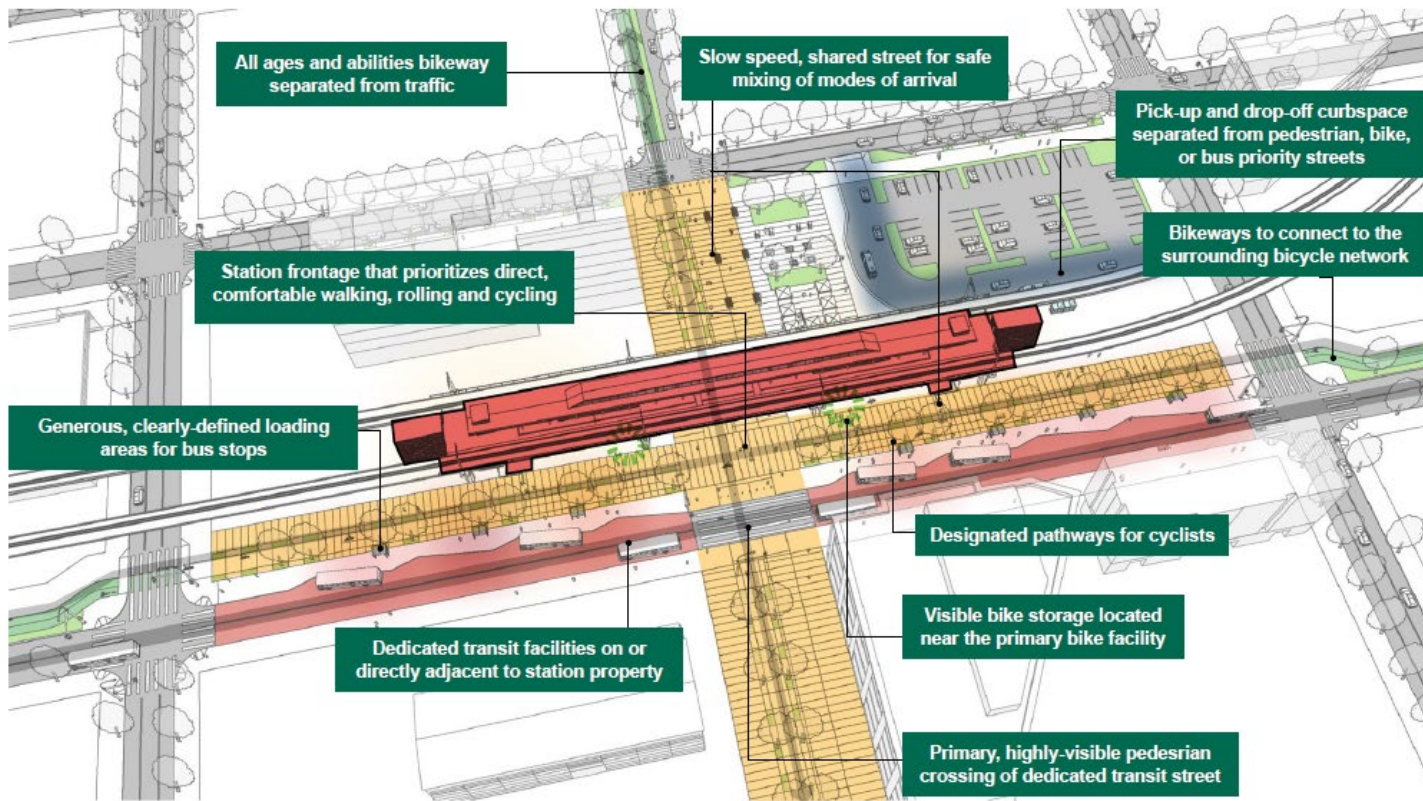 All ages and abilities bikeway
separated from traffic
Slow speed, shared street for safe
mixing of modes of arrival
Pick-up and drop-off curbspace
separated from pedestrian, bike,
or bus priority streets
Bikeways to connect to the
surrounding bicycle network
Station frontage that prioritizes direct,
comfortable walking, rolling and cycling
Generous, clearly-defined loading
areas for bus stops
Designated pathways for cyclists
Visible bike storage located
near the primary bike facility
Dedicated transit facilities on or
directly adjacent to station property
Primary, highly-visible pedesrian
crossing of dedicated transit street